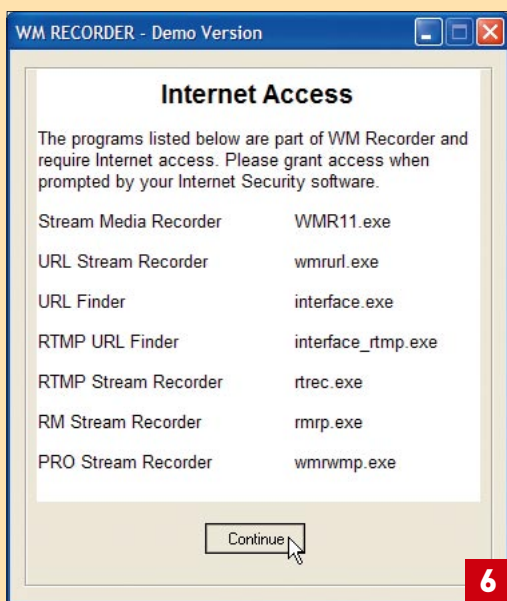 WM RECORDER - Demo Version
Internet Access
The programs listed below are part of WM Recorder and
require Internet access. Please grant access when
prompted by your Internet Security software.
Stream Media Recorder WMR11.exe
URL Stream Recorder wmrurl.exe
URL Finder interface.exe
RTMP URL Finder interface_rtmp.exe
RTMP Stream Recorder rtrec.exe
RM Stream Recorder rmrp.exe
PRO Stream Recorder wmrwmp.exe
Continue
6